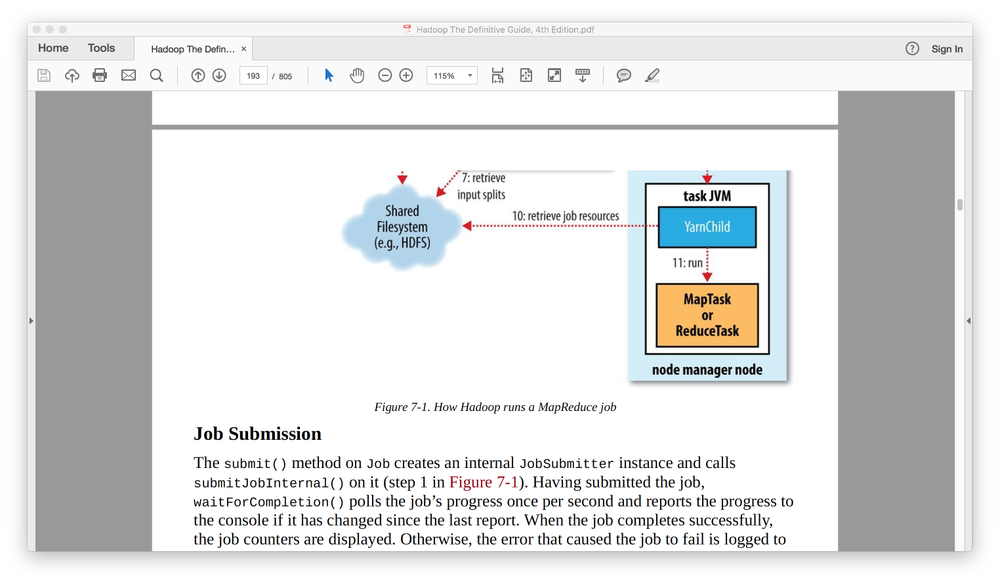 Hadoop The Definitive Guide, 4th Edition.pdf
Home Tools Hadoop The Defin... × ? Sign In
193 / 805 115%
7: retrieve
input splits
task JVM
Shared
Filesystem
(e.g., HDFS)
10: retrieve job resources
YarnChild
11: run
MapTask
or
ReduceTask
node manager node
Figure 7-1. How Hadoop runs a MapReduce job
Job Submission
The submit() method on Job creates an internal JobSubmitter instance and calls
submitJobInternal() on it (step 1 in Figure 7-1). Having submitted the job,
waitForCompletion() polls the job’s progress once per second and reports the progress to
the console if it has changed since the last report. When the job completes successfully,
the job counters are displayed. Otherwise, the error that caused the job to fail is logged to